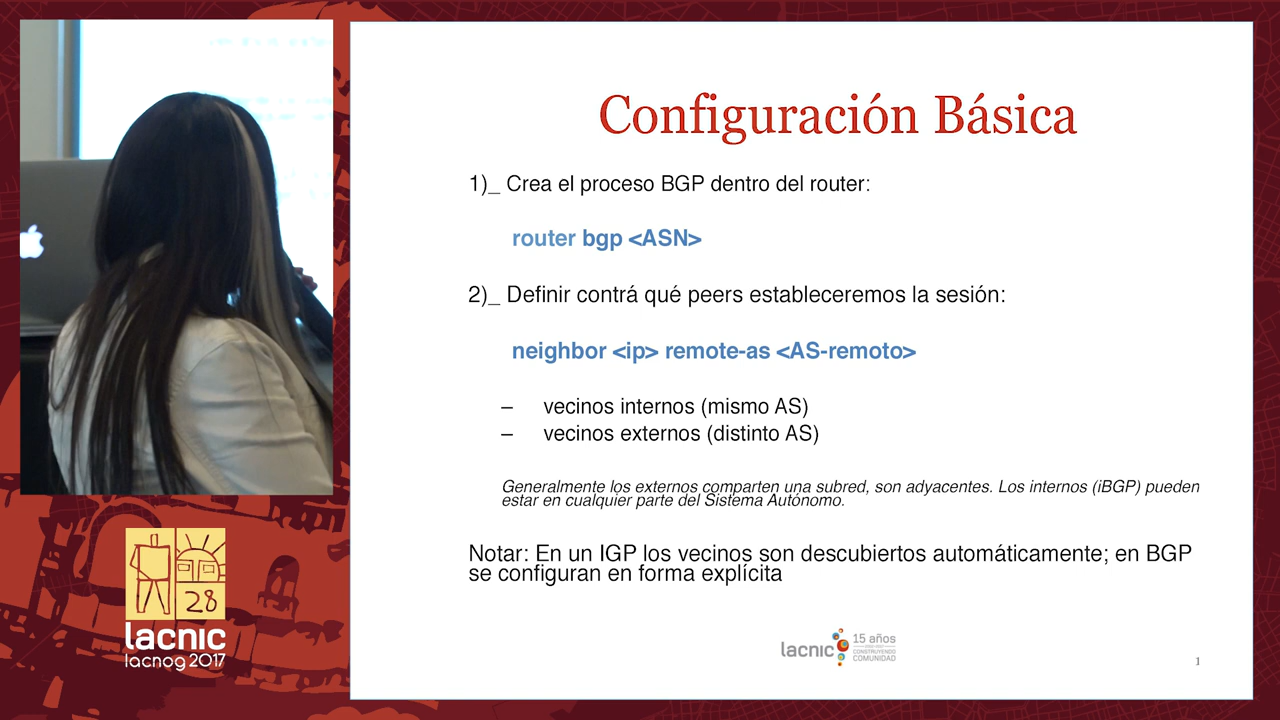 Configuración Básica
1)_ Crea el proceso BGP dentro del router:
router bgp <ASN>
2)_ Definir contrá qué peers estableceremos la sesión:
neighbor <ip> remote-as <AS-remoto>
– vecinos internos (mismo AS)
– vecinos externos (distinto AS)
Generalmente los externos comparten una subred, son adyacentes. Los internos (iBGP) pueden
estar en cualquier parte del Sistema Autónomo.
Notar: En un IGP los vecinos son descubiertos automáticamente; en BGP
se configuran en forma explícita
lacnic
15 años
CONSTRUYENDO
COMUNIDAD
1
28
lacnic
lacnog 2017